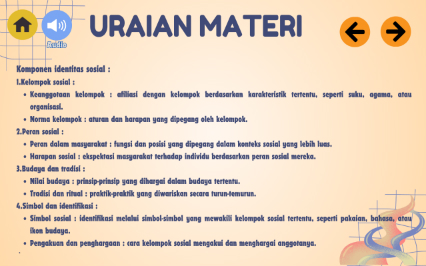 URAIAN MATERI
Audio
Komponen identitas sosial :
1.Kelompok sosial :
• Keanggotaan kelompok : afiliasi dengan kelompok berdasarkan karakteristik tertentu, seperti suku, agama, atau
organisasi.
• Norma kelompok : aturan dan harapan yang dipegang oleh kelompok.
2.Peran sosial :
• Peran dalam masyarakat : fungsi dan posisi yang dipegang dalam konteks sosial yang lebih luas.
• Harapan sosial : ekspektasi masyarakat terhadap individu berdasarkan peran sosial mereka.
3.Budaya dan tradisi :
• Nilai budaya : prinsip-prinsip yang dihargai dalam budaya tertentu.
• Tradisi dan ritual : praktik-praktik yang diwariskan secara turun-temurun.
4.Simbol dan identifikasi :
• Simbol sosial : identifikasi melalui simbol-simbol yang mewakili kelompok sosial tertentu, seperti pakaian, bahasa, atau
ikon budaya.
• Pengakuan dan penghargaan : cara kelompok sosial mengakui dan menghargai anggotanya.
.